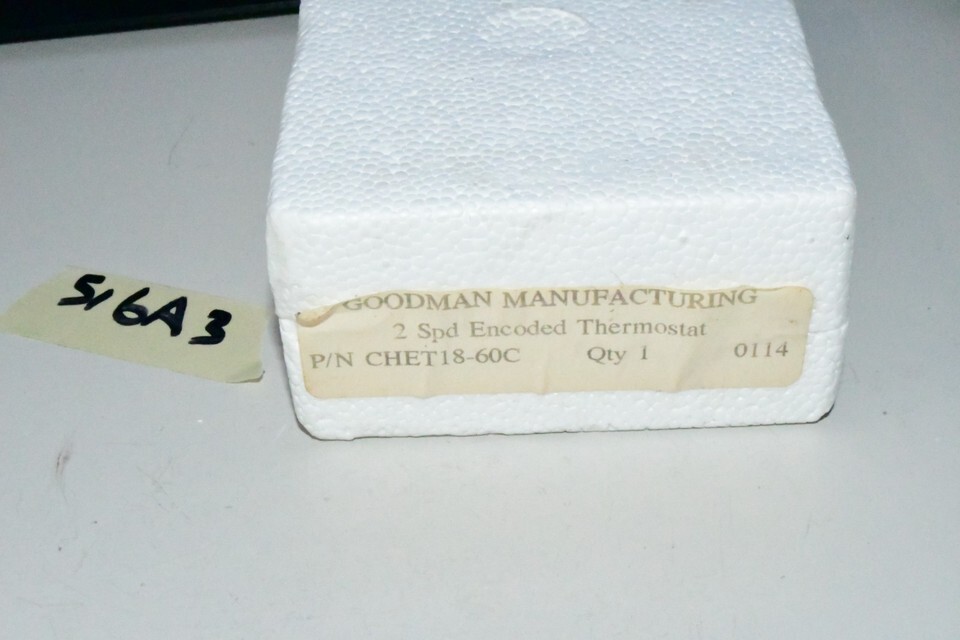 GOODMAN MANUFACTURING
2 Spd Encoded Thermostat
P/N CHET18-60C Qty 1 0114
516A3